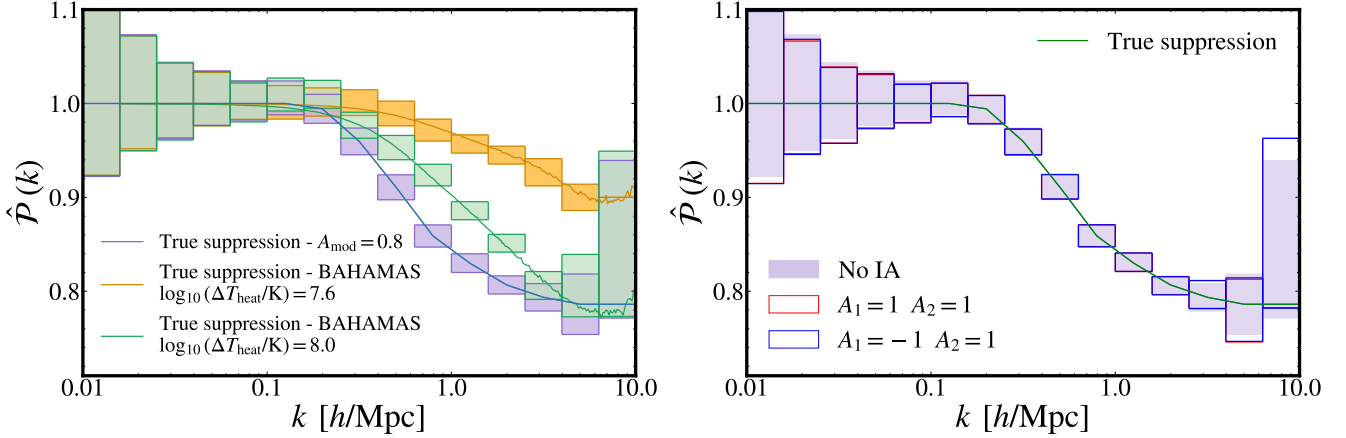 1.1
1.0
0.9
0.8
0.01
0.1
1.0
10.0
P̂ (k)
k [h/Mpc]
True suppression - A_mod = 0.8
True suppression - BAHAMAS
log₁₀(ΔT_heat/K) = 7.6
True suppression - BAHAMAS
log₁₀(ΔT_heat/K) = 8.0
1.1
1.0
0.9
0.8
0.01
0.1
1.0
10.0
P̂ (k)
k [h/Mpc]
True suppression
No IA
A₁ = 1 A₂ = 1
A₁ = −1 A₂ = 1